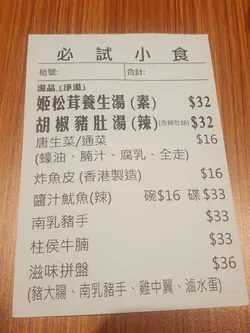 必試小食
枱號: 合計:
湯品 (淨湯)
姬松茸養生湯 (素) $32
胡椒豬肚湯 (辣) (含豬肚絲) $32
唐生菜/通菜 $16
(蠔油、腩汁、腐乳、全走)
炸魚皮 (香港製造) $16
醬汁魷魚(辣) 碗$16 碟 $33
南乳豬手 $33
柱侯牛腩 $33
滋味拼盤 $36
(豬大腸、南乳豬手、雞中翼、滷水蛋)